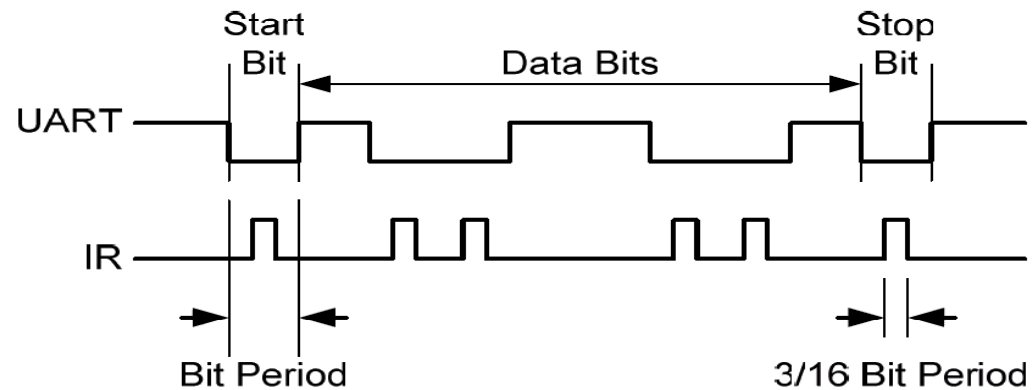 Start
Bit
Data Bits
Stop
Bit
UART
IR
Bit Period
3/16 Bit Period